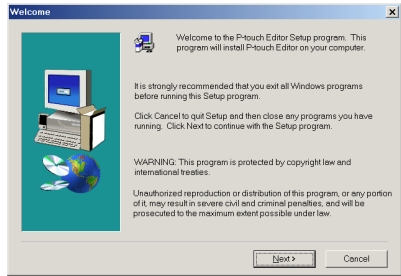 Welcome
Welcome to the P-touch Editor Setup program. This
program will install P-touch Editor on your computer.
It is strongly recommended that you exit all Windows programs
before running this Setup program.
Click Cancel to quit Setup and then close any programs you have
running. Click Next to continue with the Setup program.
WARNING: This program is protected by copyright law and
international treaties.
Unauthorized reproduction or distribution of this program, or any portion
of it, may result in severe civil and criminal penalties, and will be
prosecuted to the maximum extent possible under law.
Next > Cancel